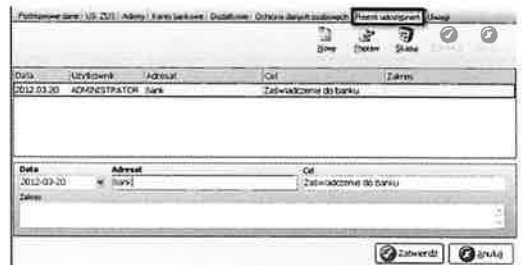 Podstawowe dane | US, ZUS | Adresy | Konta bankowe | Dodatkowe | Ochrona danych osobowych | Rejestr udostępnień | Uwagi
Nowy Popraw Skasuj
Data Użytkownik Adresat Cel Zakres
2012.03.20 ADMINISTRATOR Bank Zaświadczenie do banku
Data Adresat Cel
2012-03-20 Bank Zaświadczenie do banku
Zakres
Zatwierdź Anuluj